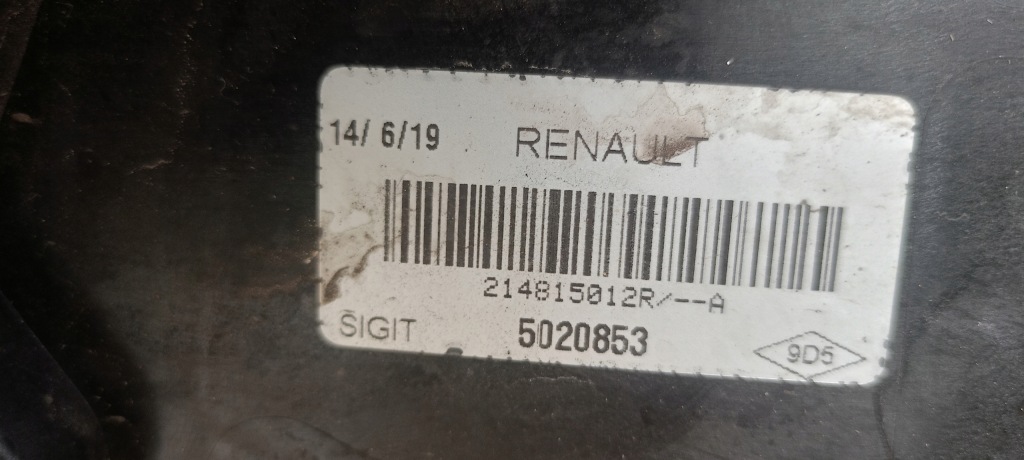 14/ 6/19 RENAULT
214815012R/--A
SIGIT 5020853 9D5